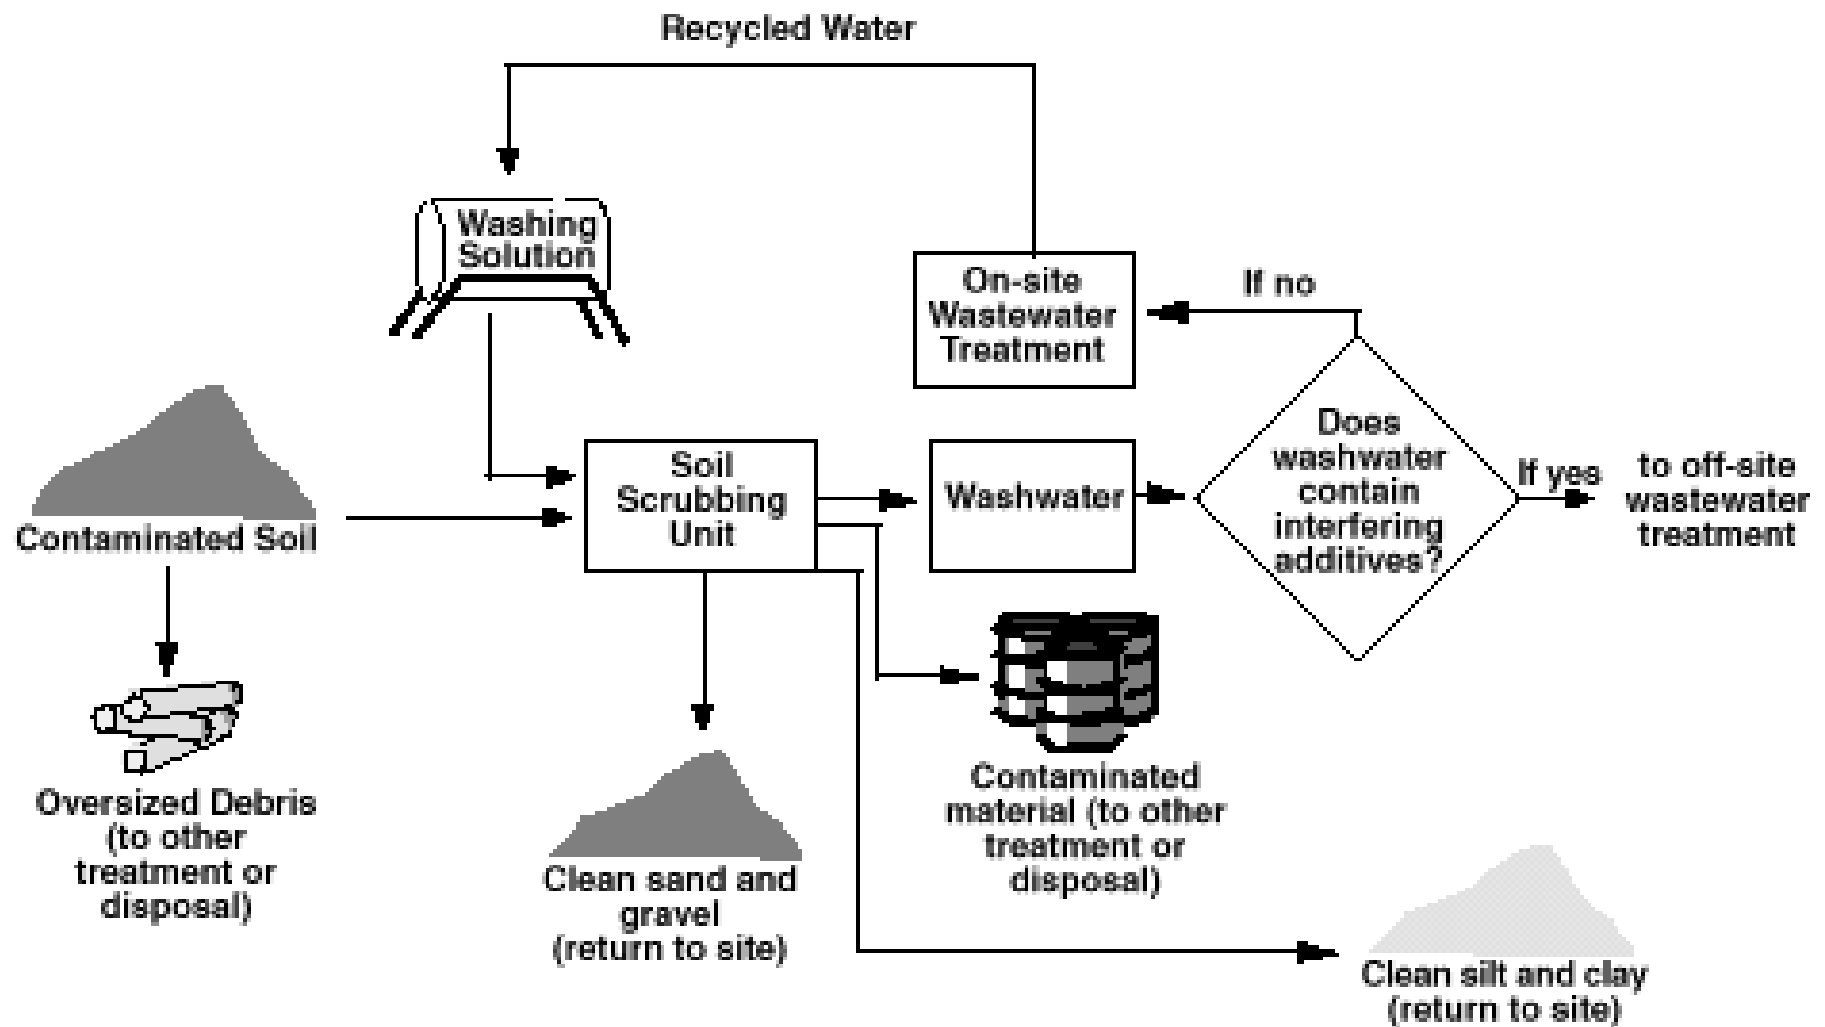 Recycled Water
Washing
Solution
On-site
Wastewater
Treatment
If no
Contaminated Soil
Soil
Scrubbing
Unit
Washwater
Does
washwater
contain
interfering
additives?
If yes
to off-site
wastewater
treatment
Oversized Debris
(to other
treatment or
disposal)
Clean sand and
gravel
(return to site)
Contaminated
material (to other
treatment or
disposal)
Clean silt and clay
(return to site)